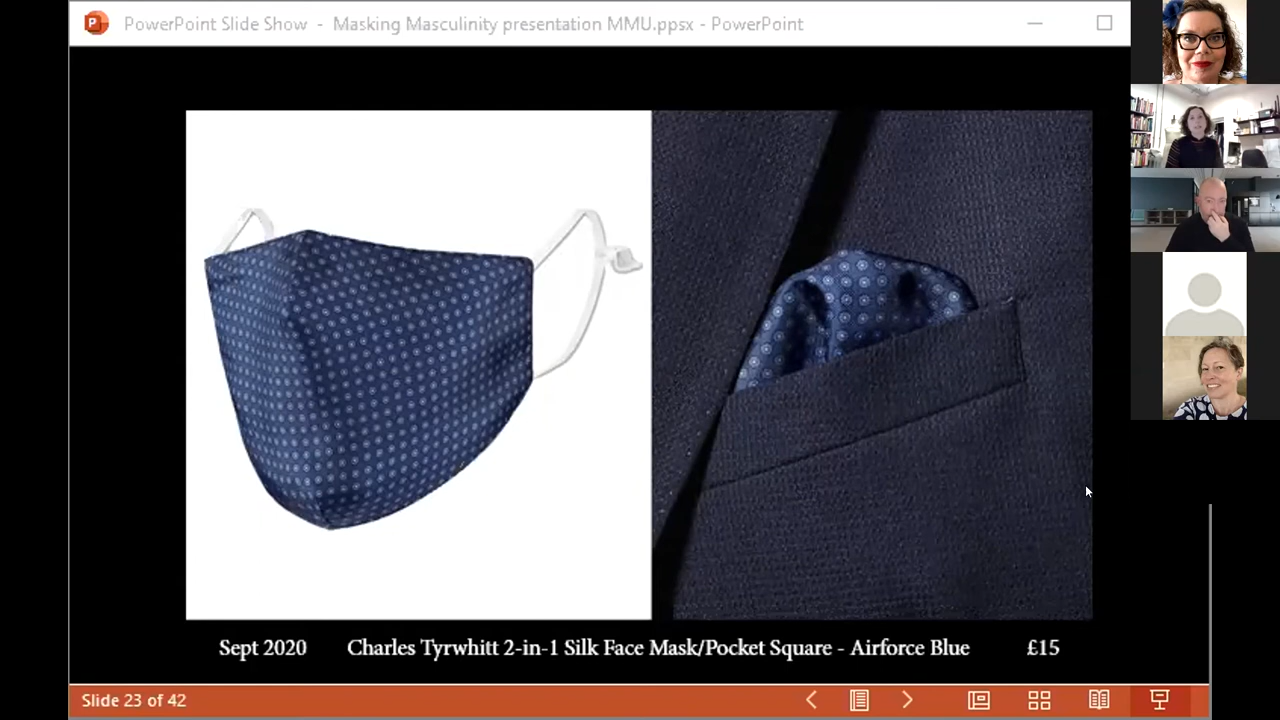 PowerPoint Slide Show - Masking Masculinity presentation MMU.ppsx - PowerPoint
Sept 2020 Charles Tyrwhitt 2-in-1 Silk Face Mask/Pocket Square - Airforce Blue £15
Slide 23 of 42